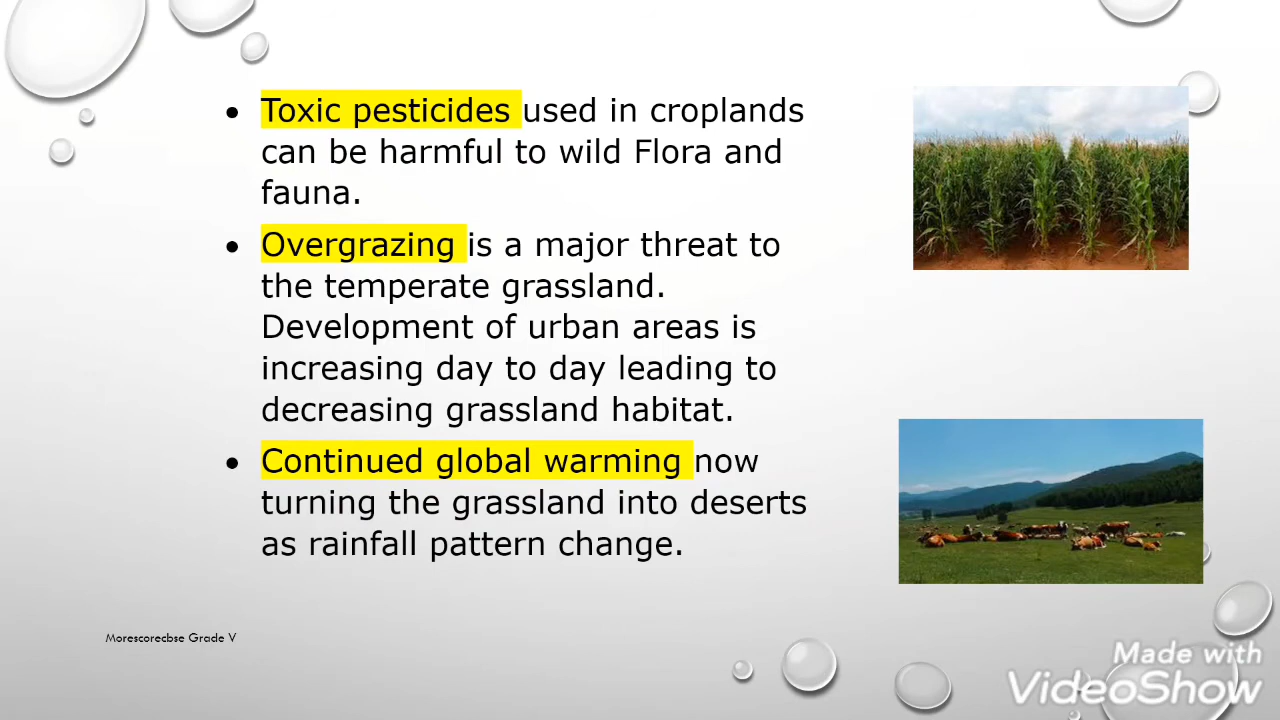 • Toxic pesticides used in croplands
can be harmful to wild Flora and
fauna.
• Overgrazing is a major threat to
the temperate grassland.
Development of urban areas is
increasing day to day leading to
decreasing grassland habitat.
• Continued global warming now
turning the grassland into deserts
as rainfall pattern change.
Morescorecbse Grade V
Made with
VideoShow